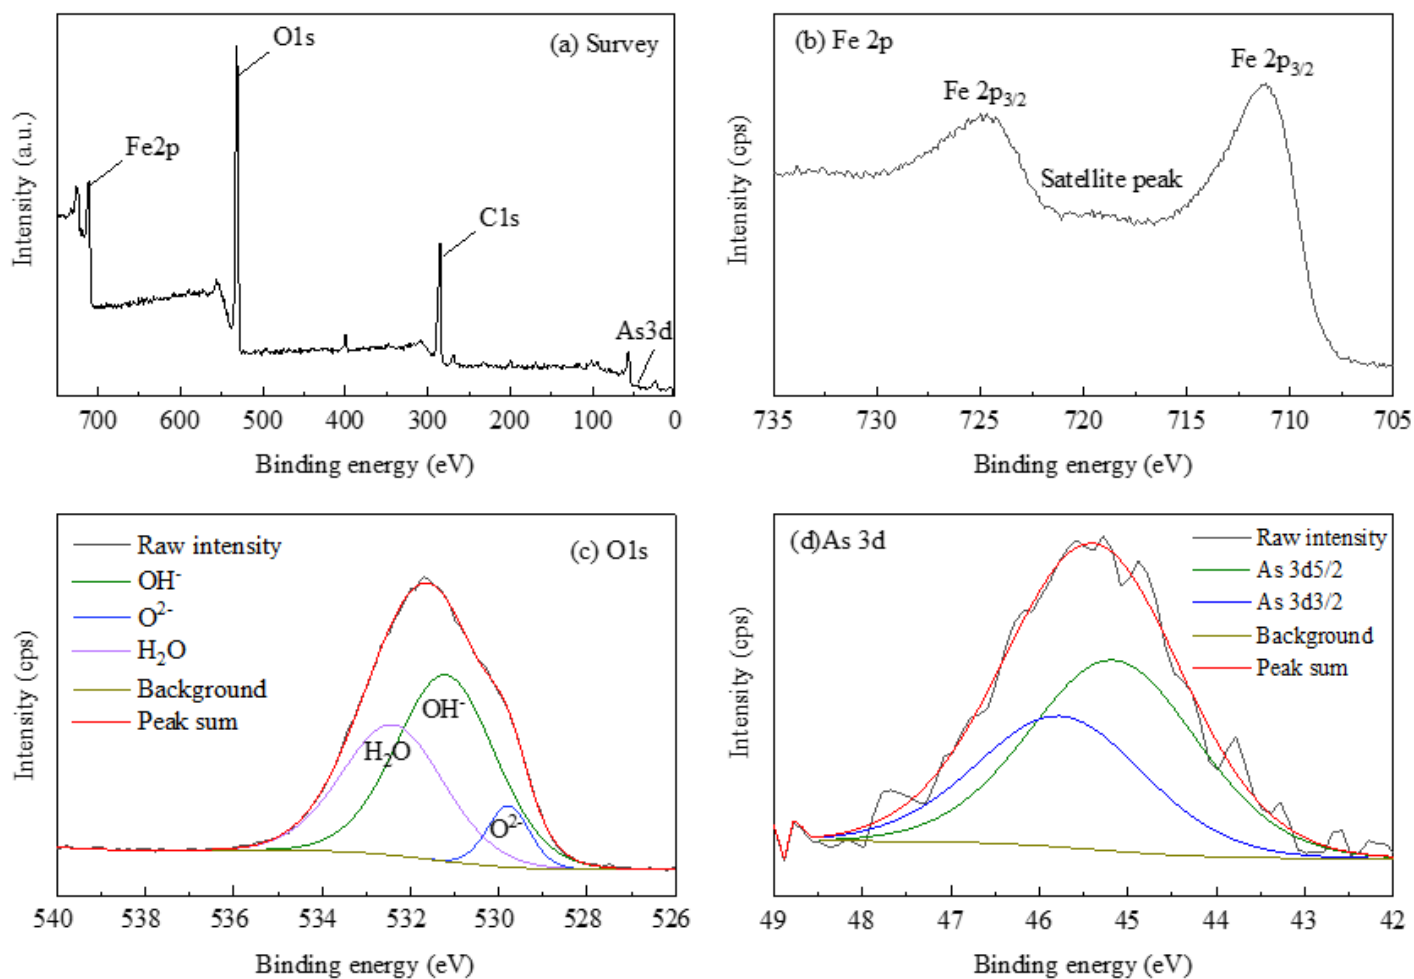 (a) Survey
O1s
Fe2p
C1s
As3d
Intensity (a.u.)
700 600 500 400 300 200 100 0
Binding energy (eV)
(b) Fe 2p
Fe 2p3/2
Fe 2p3/2
Satellite peak
Intensity (cps)
735 730 725 720 715 710 705
Binding energy (eV)
(c) O1s
Raw intensity
OH-
O2-
H2O
Background
Peak sum
OH-
H2O
O2-
Intensity (cps)
540 536 534 532 530 528 526
Binding energy (eV)
(d)As 3d
Raw intensity
As 3d5/2
As 3d3/2
Background
Peak sum
Intensity (cps)
49 48 47 46 45 44 43 42
Binding energy (eV)